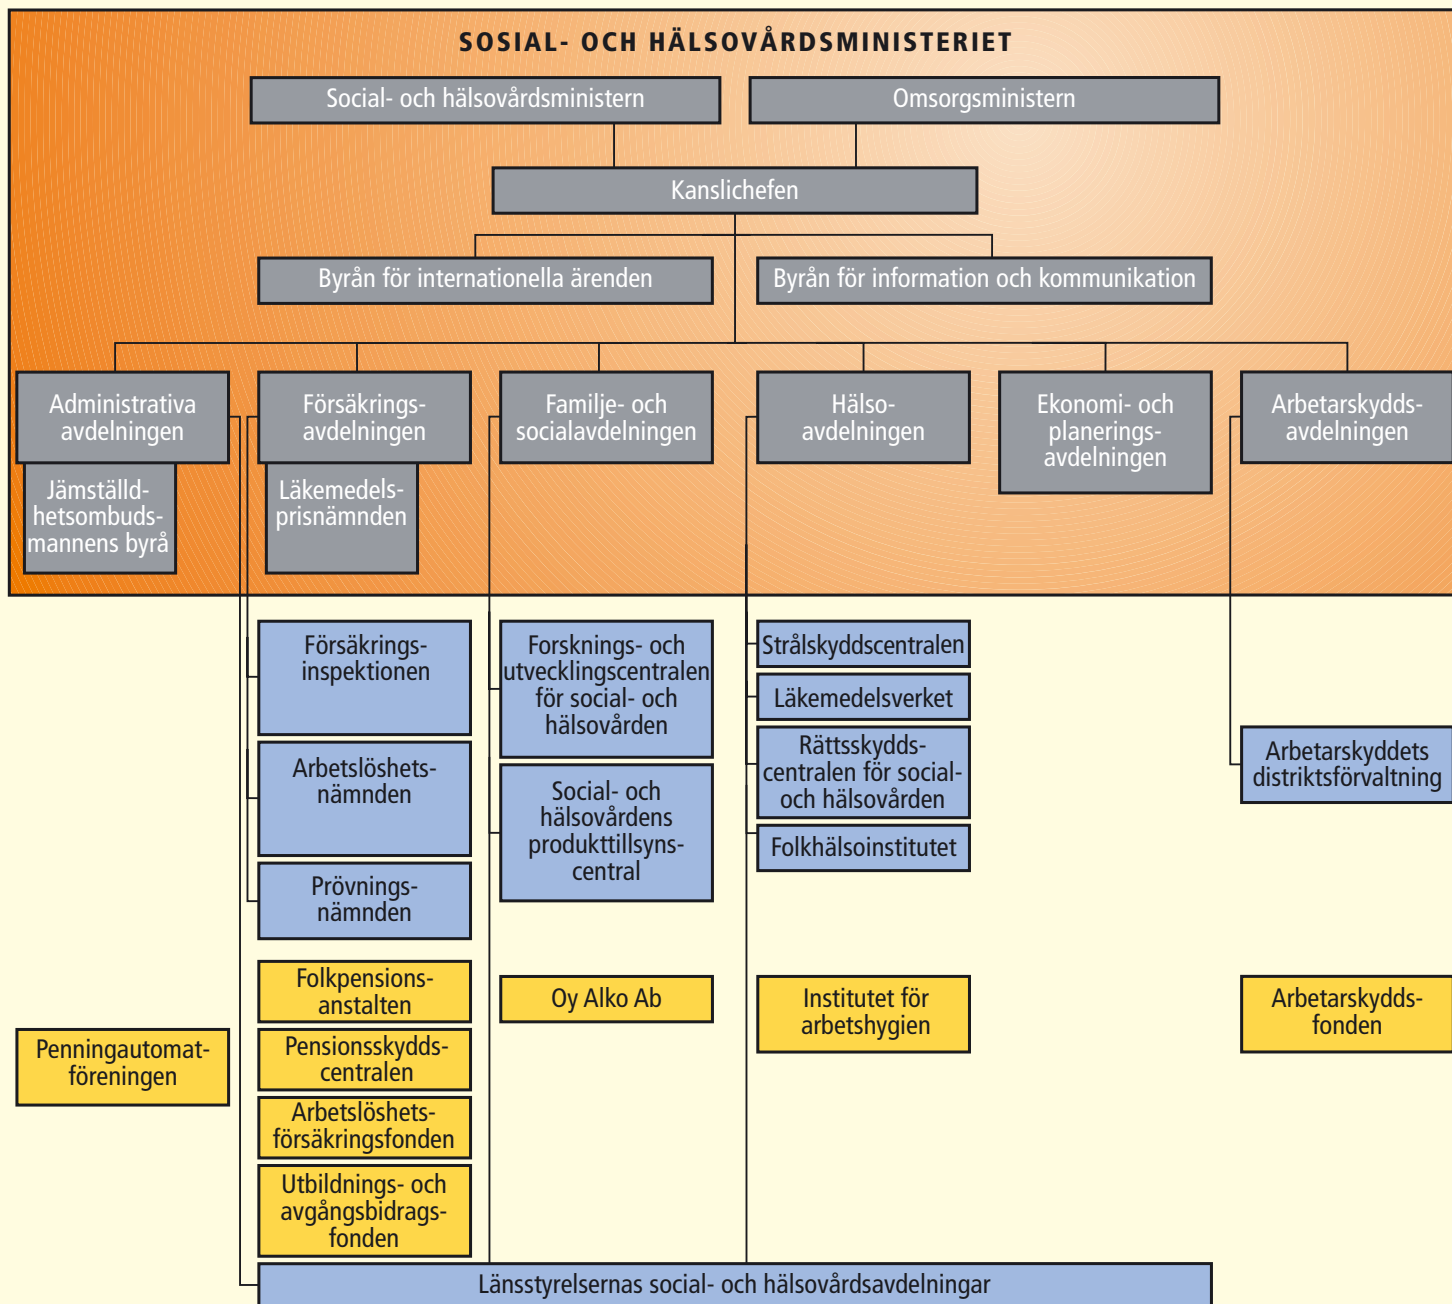 SOSIAL- OCH HÄLSOVÅRDSMINISTERIET
Social- och hälsovårdsministern
Omsorgsministern
Kanslichefen
Byrån för internationella ärenden
Byrån för information och kommunikation
Administrativa
avdelningen
Jämställd-
hetsombuds-
mannens byrå
Försäkrings-
avdelningen
Läkemedels-
prisnämnden
Familje- och
socialavdelningen
Hälso-
avdelningen
Ekonomi- och
planerings-
avdelningen
Arbetarskydds-
avdelningen
Försäkrings-
inspektionen
Arbetslöshets-
nämnden
Prövnings-
nämnden
Forsknings- och
utvecklingscentralen
för social- och
hälsovården
Social- och
hälsovårdens
produkttillsyns-
central
Strålskyddscentralen
Läkemedelsverket
Rättsskydds-
centralen för social-
och hälsovården
Folkhälsoinstitutet
Arbetarskyddets
distriktsförvaltning
Penningautomat-
föreningen
Folkpensions-
anstalten
Pensionsskydds-
centralen
Arbetslöshets-
försäkringsfonden
Utbildnings- och
avgångsbidrags-
fonden
Oy Alko Ab
Institutet för
arbetshygien
Arbetarskydds-
fonden
Länsstyrelsernas social- och hälsovårdsavdelningar